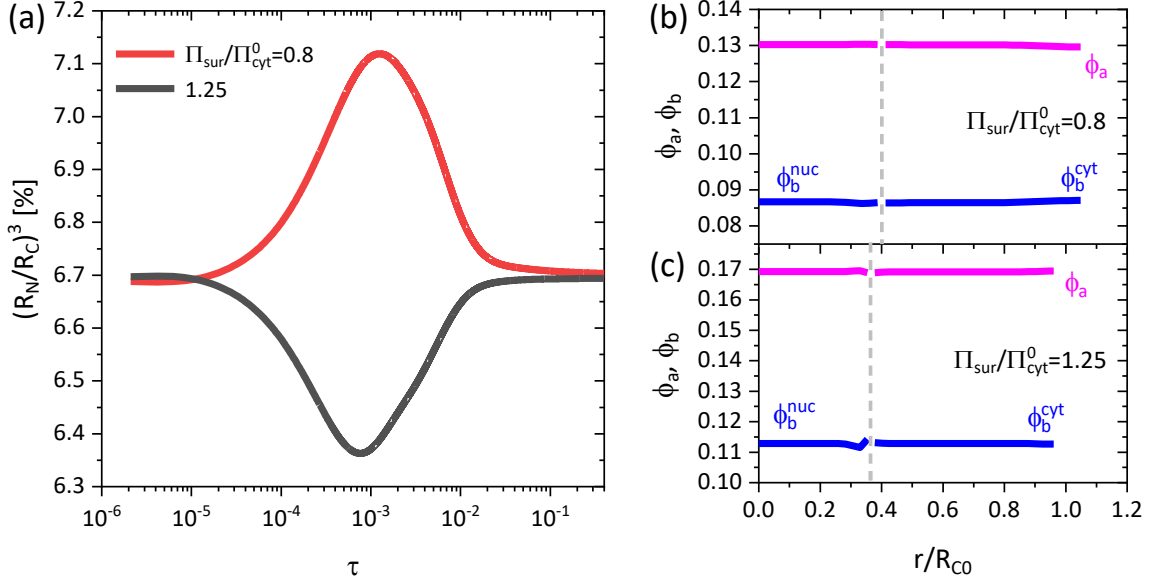 (a)
Π_sur/Π_cyt^0=0.8
1.25
7.1
7.0
6.9
6.8
6.7
6.6
6.5
6.4
6.3
(R_N/R_C)^3 [%]
10^-6
10^-5
10^-4
10^-3
10^-2
10^-1
τ
(b)
0.14
0.13
0.12
0.11
0.10
0.09
0.08
ϕ_a, ϕ_b
ϕ_a
Π_sur/Π_cyt^0=0.8
ϕ_b^nuc
ϕ_b^cyt
(c)
0.17
0.16
0.15
0.14
0.13
0.12
0.11
0.10
ϕ_a, ϕ_b
ϕ_a
Π_sur/Π_cyt^0=1.25
ϕ_b^nuc
ϕ_b^cyt
0.0
0.2
0.4
0.6
0.8
1.0
1.2
r/R_C0